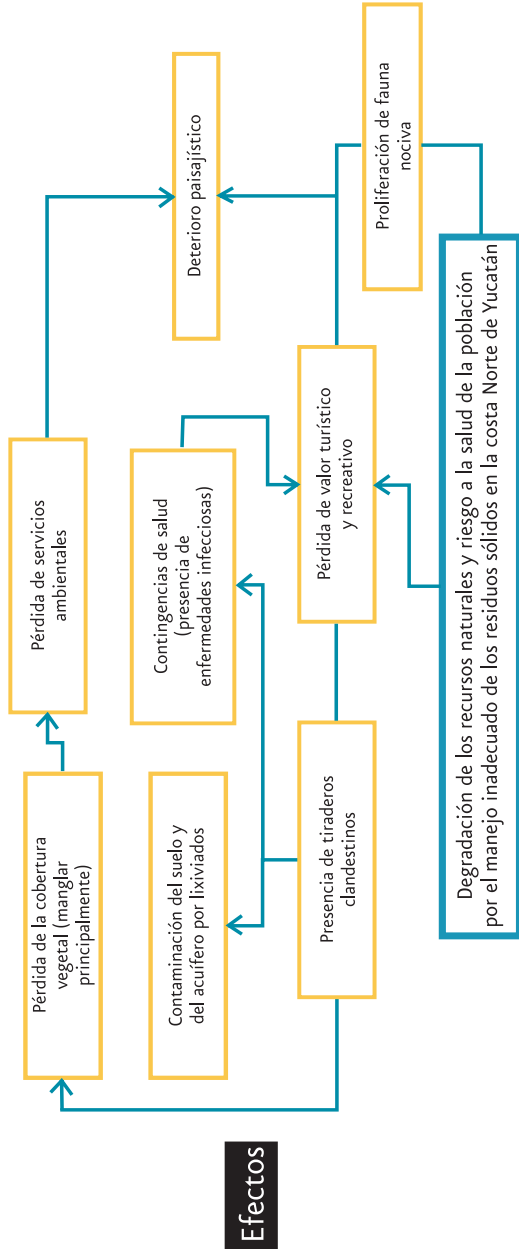 Efectos
Pérdida de la cobertura
vegetal (manglar
principalmente)
Pérdida de servicios
ambientales
Contaminación del suelo y
del acuífero por lixiviados
Contingencias de salud
(presencia de
enfermedades infecciosas)
Deterioro paisajístico
Presencia de tiraderos
clandestinos
Pérdida de valor turístico
y recreativo
Proliferación de fauna
nociva
Degradación de los recursos naturales y riesgo a la salud de la población
por el manejo inadecuado de los residuos sólidos en la costa Norte de Yucatán